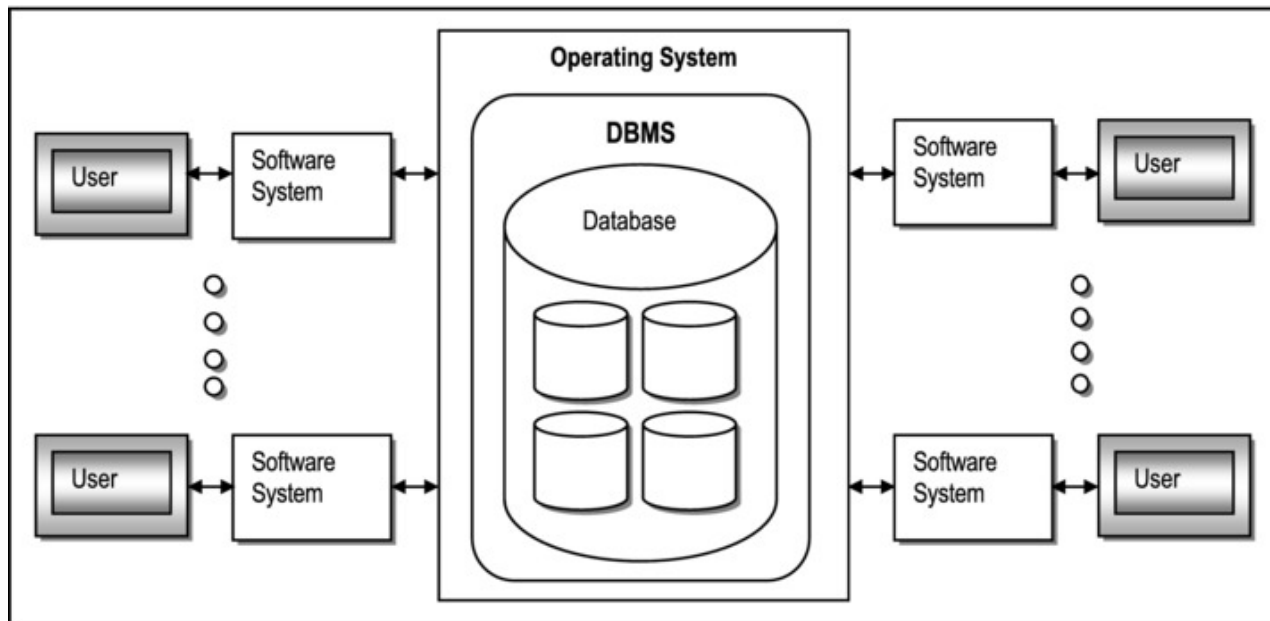 Operating System
DBMS
Database
User
Software
System
Software
System
User
User
Software
System
Software
System
User